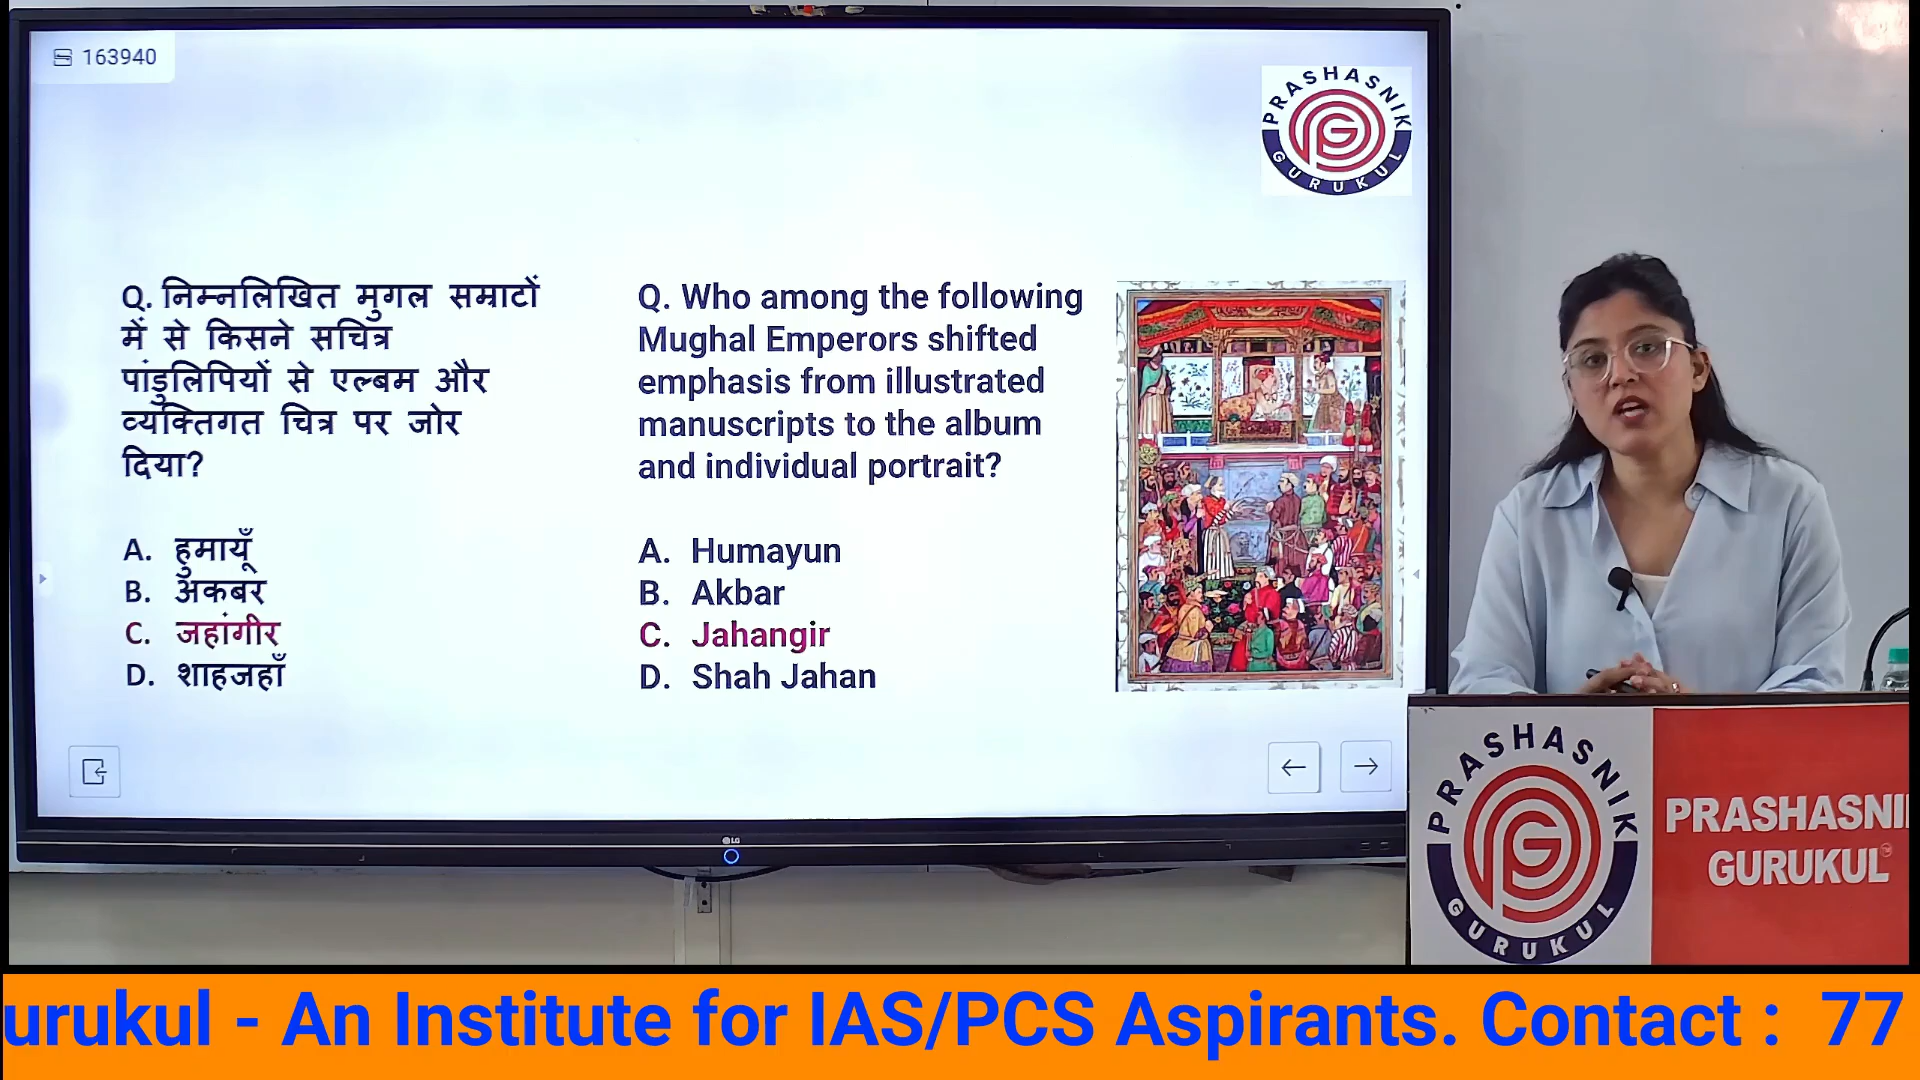 163940
PRASHASNIK
GURUKUL
Q. निम्नलिखित मुगल सम्राटों
में से किसने सचित्र
पांडुलिपियों से एल्बम और
व्यक्तिगत चित्र पर जोर
दिया?
A. हुमायूँ
B. अकबर
C. जहांगीर
D. शाहजहाँ
Q. Who among the following
Mughal Emperors shifted
emphasis from illustrated
manuscripts to the album
and individual portrait?
A. Humayun
B. Akbar
C. Jahangir
D. Shah Jahan
LG
PRASHASNIK
GURUKUL
PRASHASNI
GURUKUL
urukul - An Institute for IAS/PCS Aspirants. Contact : 77